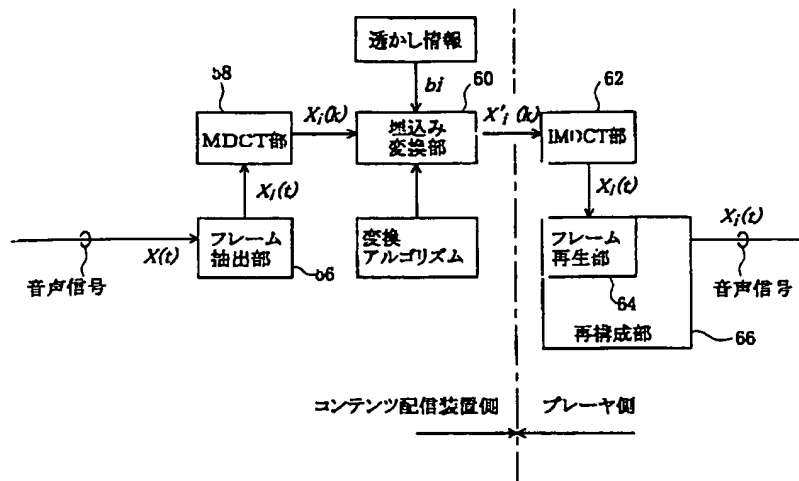 透かし情報
bi
58
60
62
Xi(k)
X'i(k)
MDCT部
埋込み
変換部
IMDCT部
Xi(t)
Xi(t)
Xi(t)
フレーム
抽出部
変換
アルゴリズム
フレーム
再生部
X(t)
音声信号
56
64
音声信号
再構成部
66
コンテンツ配信装置側
プレーヤ側